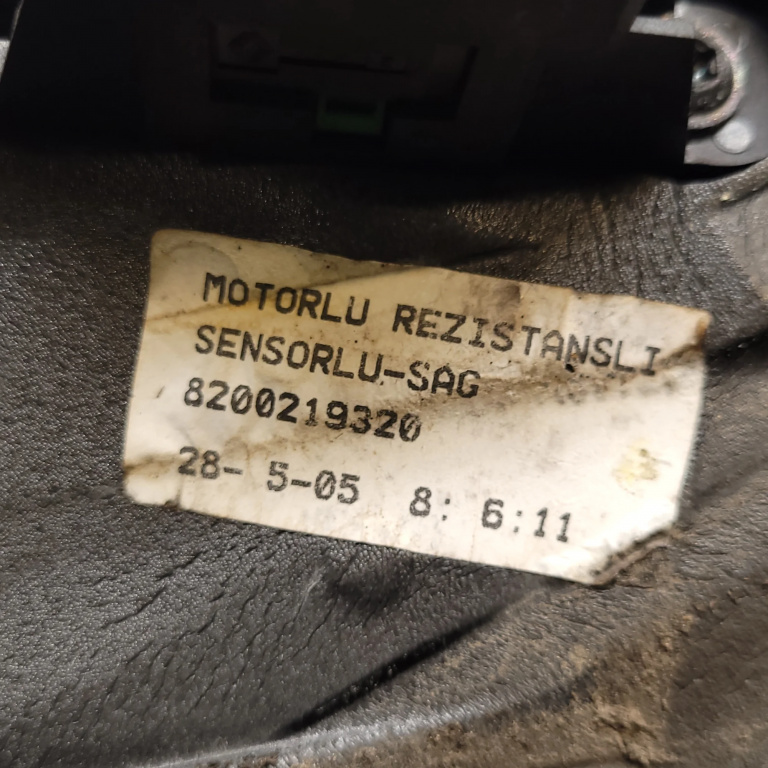 MOTORLU REZISTANSLI
SENSORLU-SAG
8200219320
28- 5-05 8: 6:11